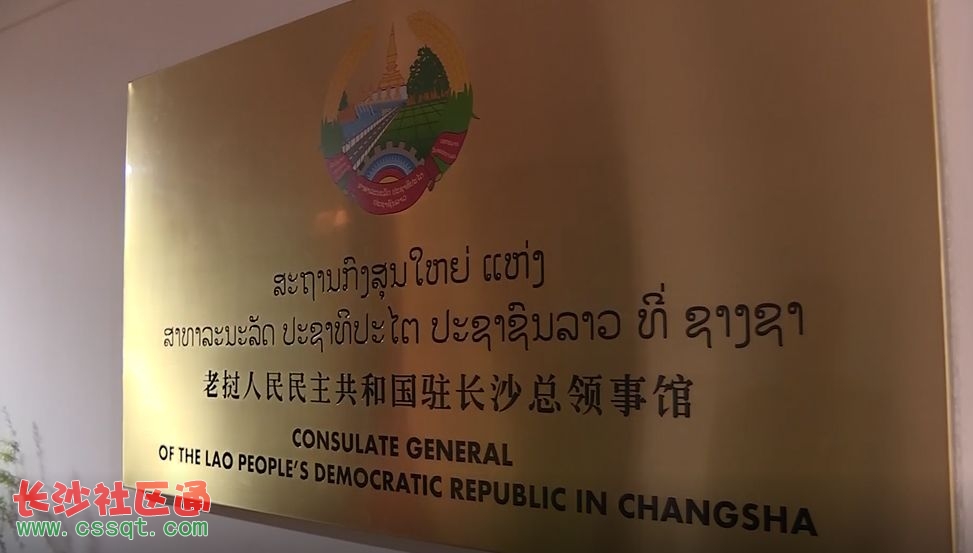 ສະຖານກົງສຸນໃຫຍ່ ແຫ່ງ
ສາທາລະນະລັດ ປະຊາທິປະໄຕ ປະຊາຊົນລາວ ທີ່ ຊາງຊາ
老挝人民民主共和国驻长沙总领事馆
CONSULATE GENERAL
OF THE LAO PEOPLE'S DEMOCRATIC REPUBLIC IN CHANGSHA
长沙社区通
www.cssqt.com